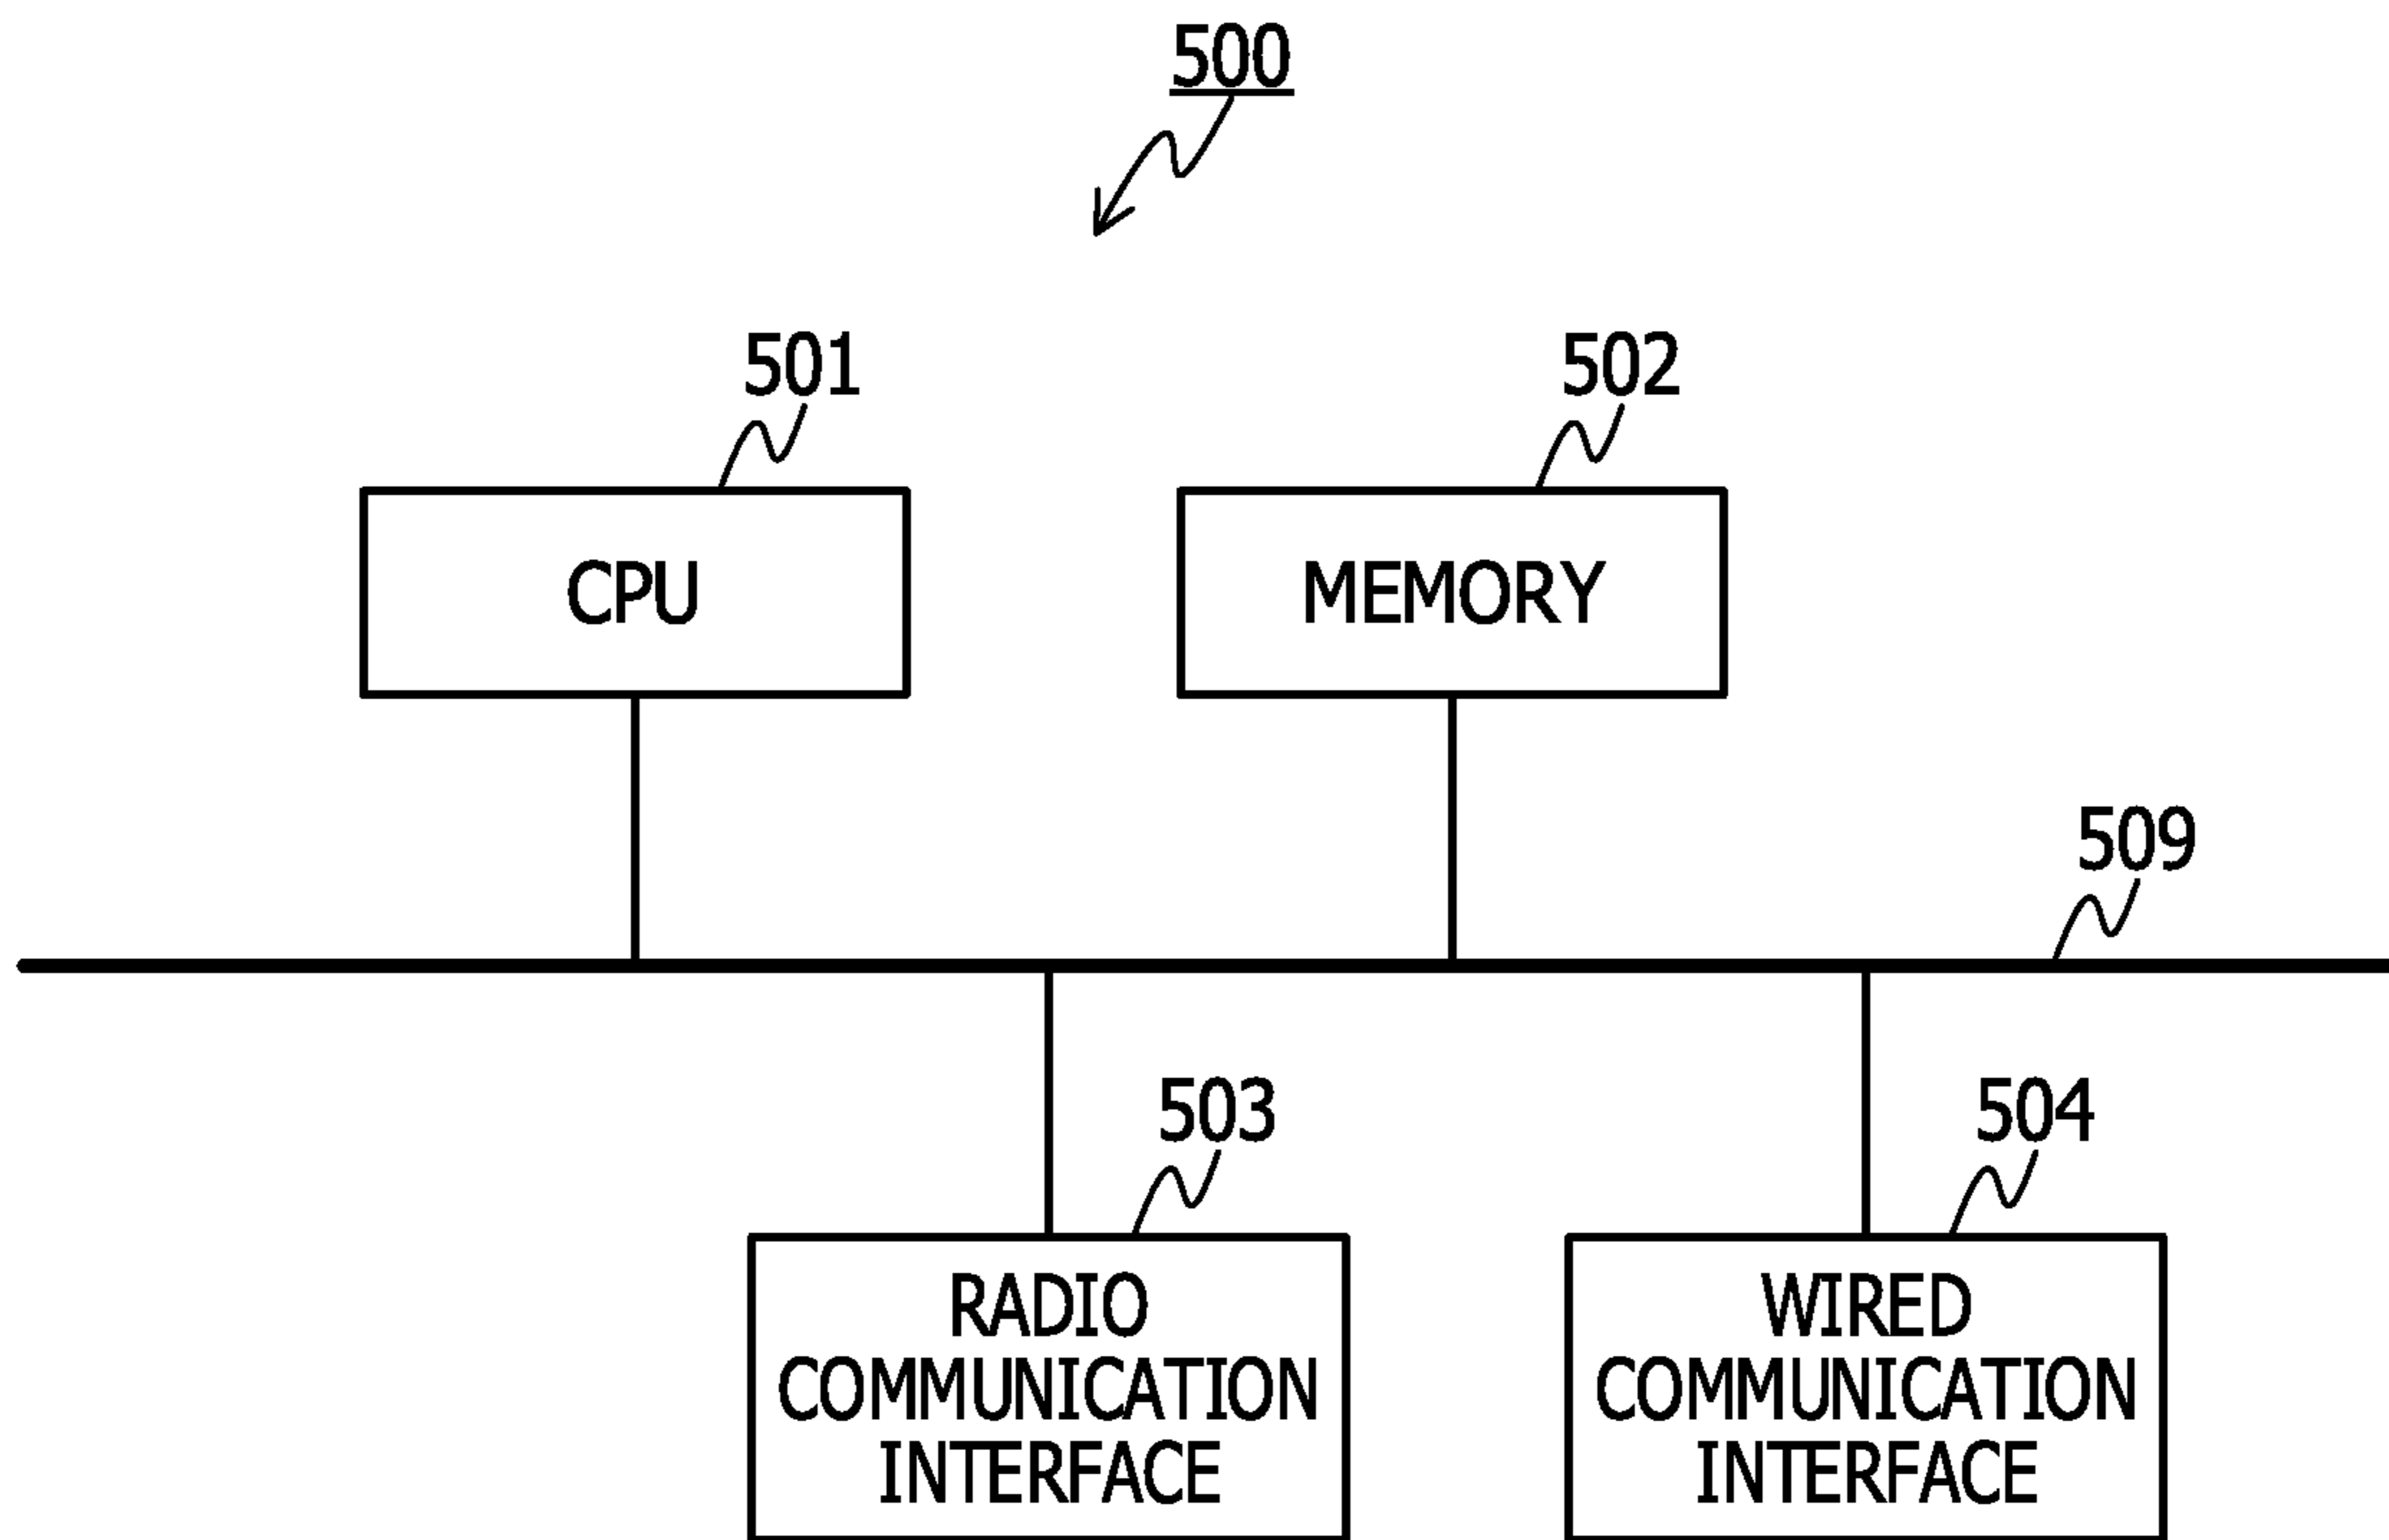 500
501
502
CPU
MEMORY
509
503
504
RADIO
COMMUNICATION
INTERFACE
WIRED
COMMUNICATION
INTERFACE